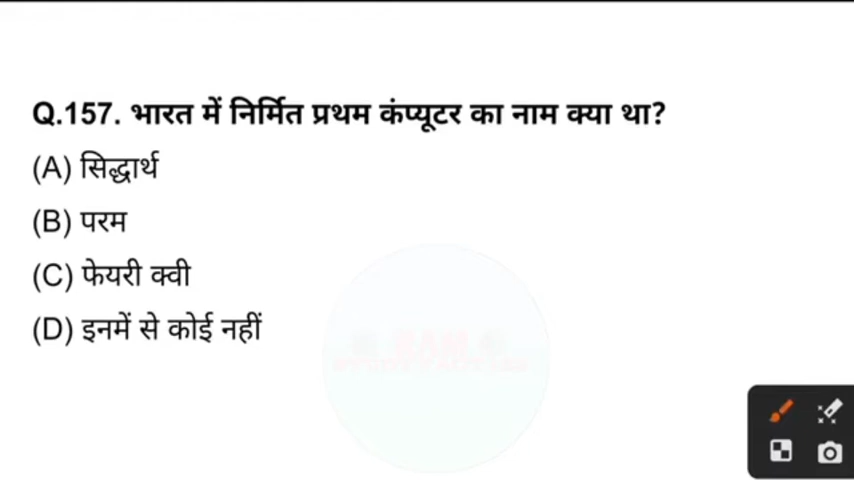 Q.157. भारत में निर्मित प्रथम कंप्यूटर का नाम क्या था?
(A) सिद्धार्थ
(B) परम
(C) फेयरी क्वी
(D) इनमें से कोई नहीं